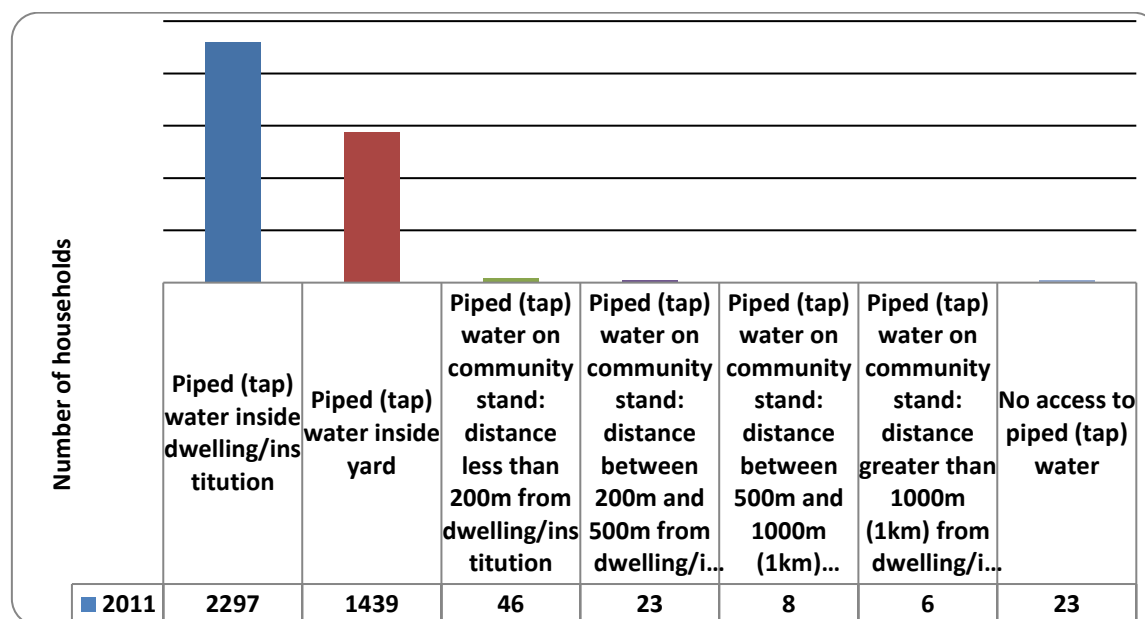 Number of households
Piped (tap)
water inside
dwelling/ins
titution
Piped (tap)
water inside
yard
Piped (tap)
water on
community
stand:
distance
less than
200m from
dwelling/ins
titution
Piped (tap)
water on
community
stand:
distance
between
200m and
500m from
dwelling/i…
Piped (tap)
water on
community
stand:
distance
between
500m and
1000m
(1km)…
Piped (tap)
water on
community
stand:
distance
greater than
1000m
(1km) from
dwelling/i…
No access to
piped (tap)
water
2011 2297 1439 46 23 8 6 23